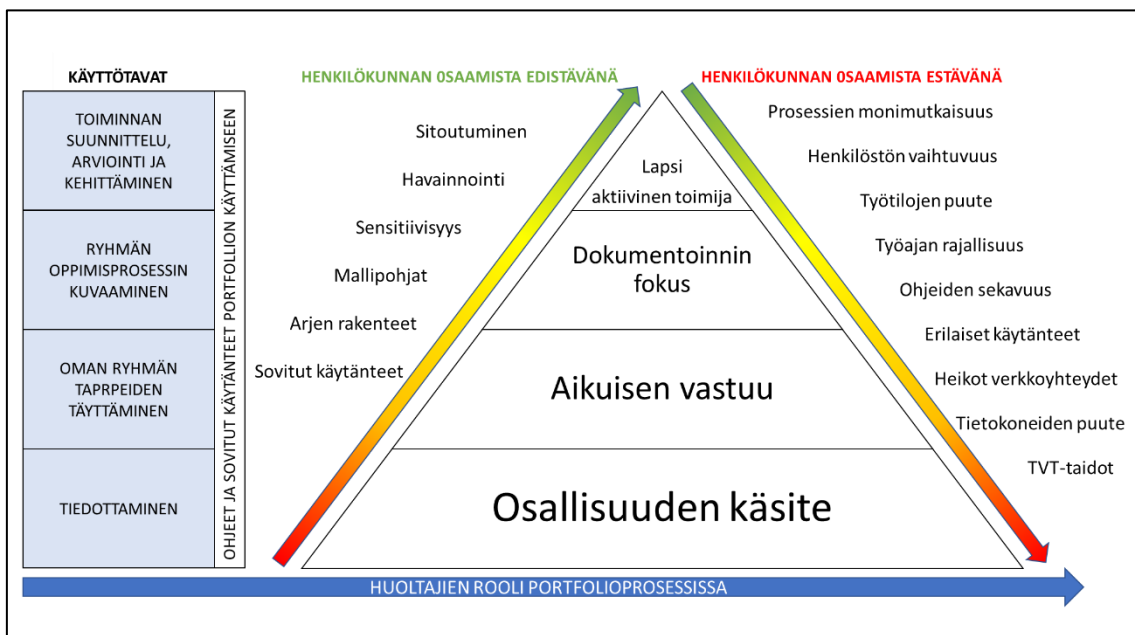 KÄYTTÖTAVAT
TOIMINNAN
SUUNNITTELU,
ARVIOINTI JA
KEHITTÄMINEN
RYHMÄN
OPPIMISPROSESSIN
KUVAAMINEN
OMAN RYHMÄN
TAPRPEIDEN
TÄYTTÄMINEN
TIEDOTTAMINEN
OHJEET JA SOVITUT KÄYTÄNTEET PORTFOLLION KÄYTTÄMISEEN
HENKILÖKUNNAN 0SAAMISTA EDISTÄVÄNÄ
Sitoutuminen
Havainnointi
Sensitiivisyys
Mallipohjat
Arjen rakenteet
Sovitut käytänteet
Lapsi
aktiivinen toimija
Dokumentoinnin
fokus
Aikuisen vastuu
Osallisuuden käsite
HENKILÖKUNNAN 0SAAMISTA ESTÄVÄNÄ
Prosessien monimutkaisuus
Henkilöstön vaihtuvuus
Työtilojen puute
Työajan rajallisuus
Ohjeiden sekavuus
Erilaiset käytänteet
Heikot verkkoyhteydet
Tietokoneiden puute
TVT-taidot
HUOLTAJIEN ROOLI PORTFOLIOPROSESSISSA